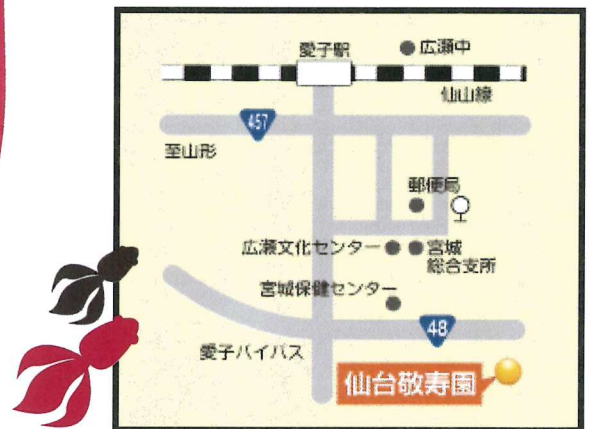 愛子駅
広瀬中
仙山線
457
至山形
郵便局
広瀬文化センター
宮城
総合支所
宮城保健センター
48
愛子バイパス
仙台敬寿園